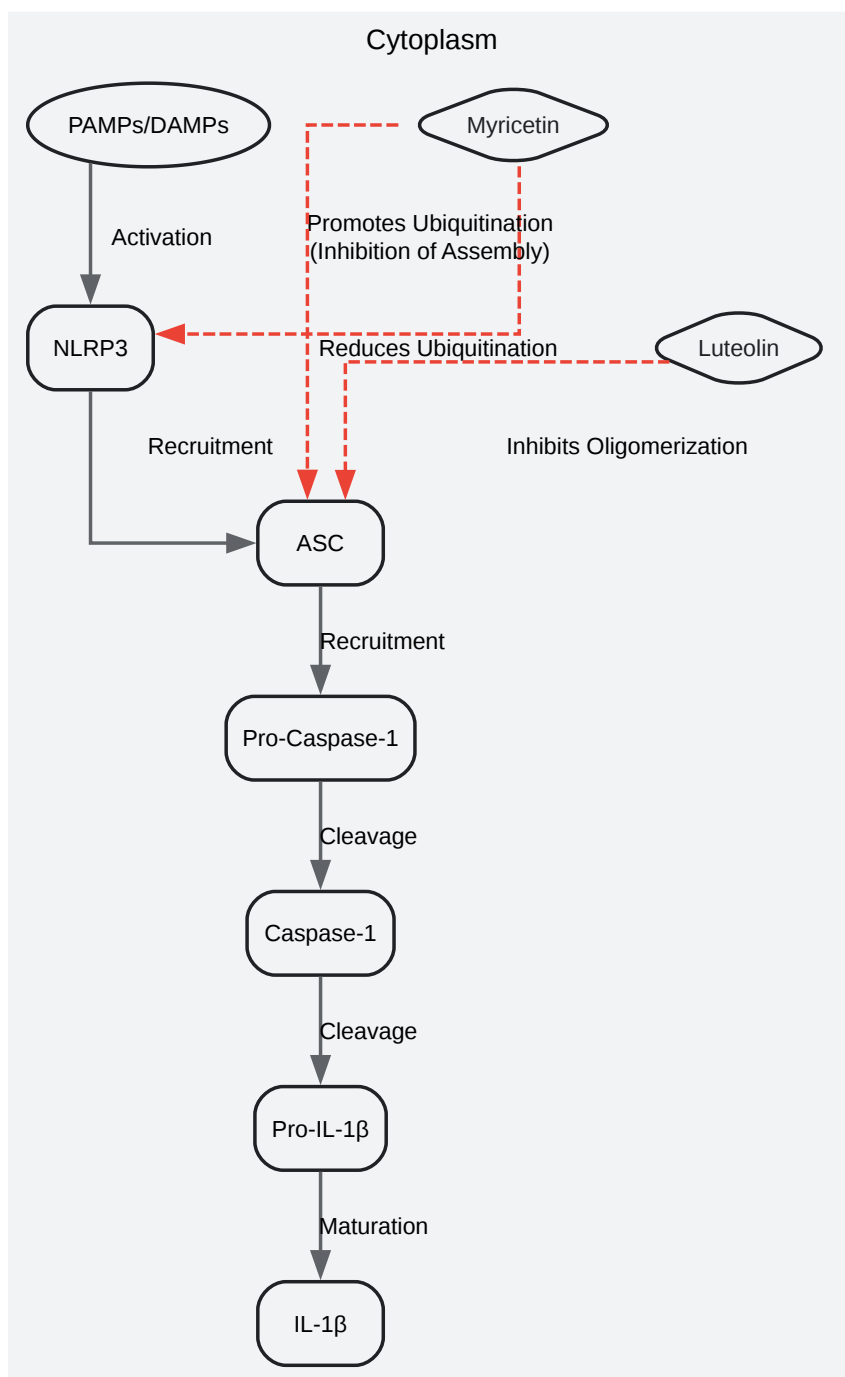 Cytoplasm
PAMPs/DAMPs
Myricetin
Promotes Ubiquitination
(Inhibition of Assembly)
Activation
NLRP3
Reduces Ubiquitination
Luteolin
Recruitment
Inhibits Oligomerization
ASC
Recruitment
Pro-Caspase-1
Cleavage
Caspase-1
Cleavage
Pro-IL-1β
Maturation
IL-1β